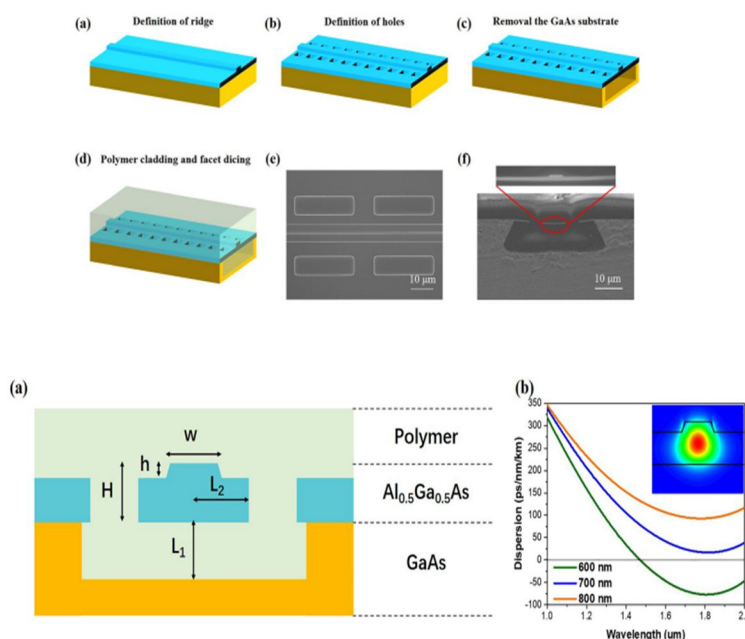 (a) Definition of ridge
(b) Definition of holes
(c) Removal the GaAs substrate
(d) Polymer cladding and facet dicing
(e)
10 μm
(f)
10 μm
(a)
Polymer
Al0.5Ga0.5As
GaAs
w
h
H
L2
L1
(b)
Dispersion (ps/nm/km)
350
300
250
200
150
100
50
0
-50
-100
600 nm
700 nm
800 nm
1.0 1.2 1.4 1.6 1.8 2.
Wavelength (um)